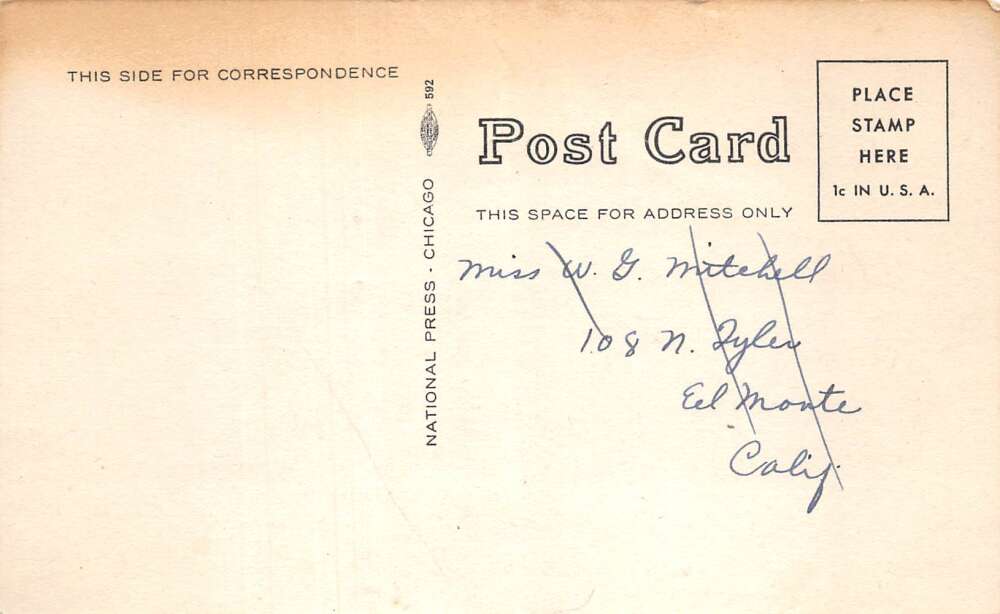 THIS SIDE FOR CORRESPONDENCE
NATIONAL PRESS - CHICAGO 592
Post Card
THIS SPACE FOR ADDRESS ONLY
PLACE
STAMP
HERE
1c IN U. S. A.
Miss W. G. Mitchell
108 N. Tyler
Eel Monte
Calif.